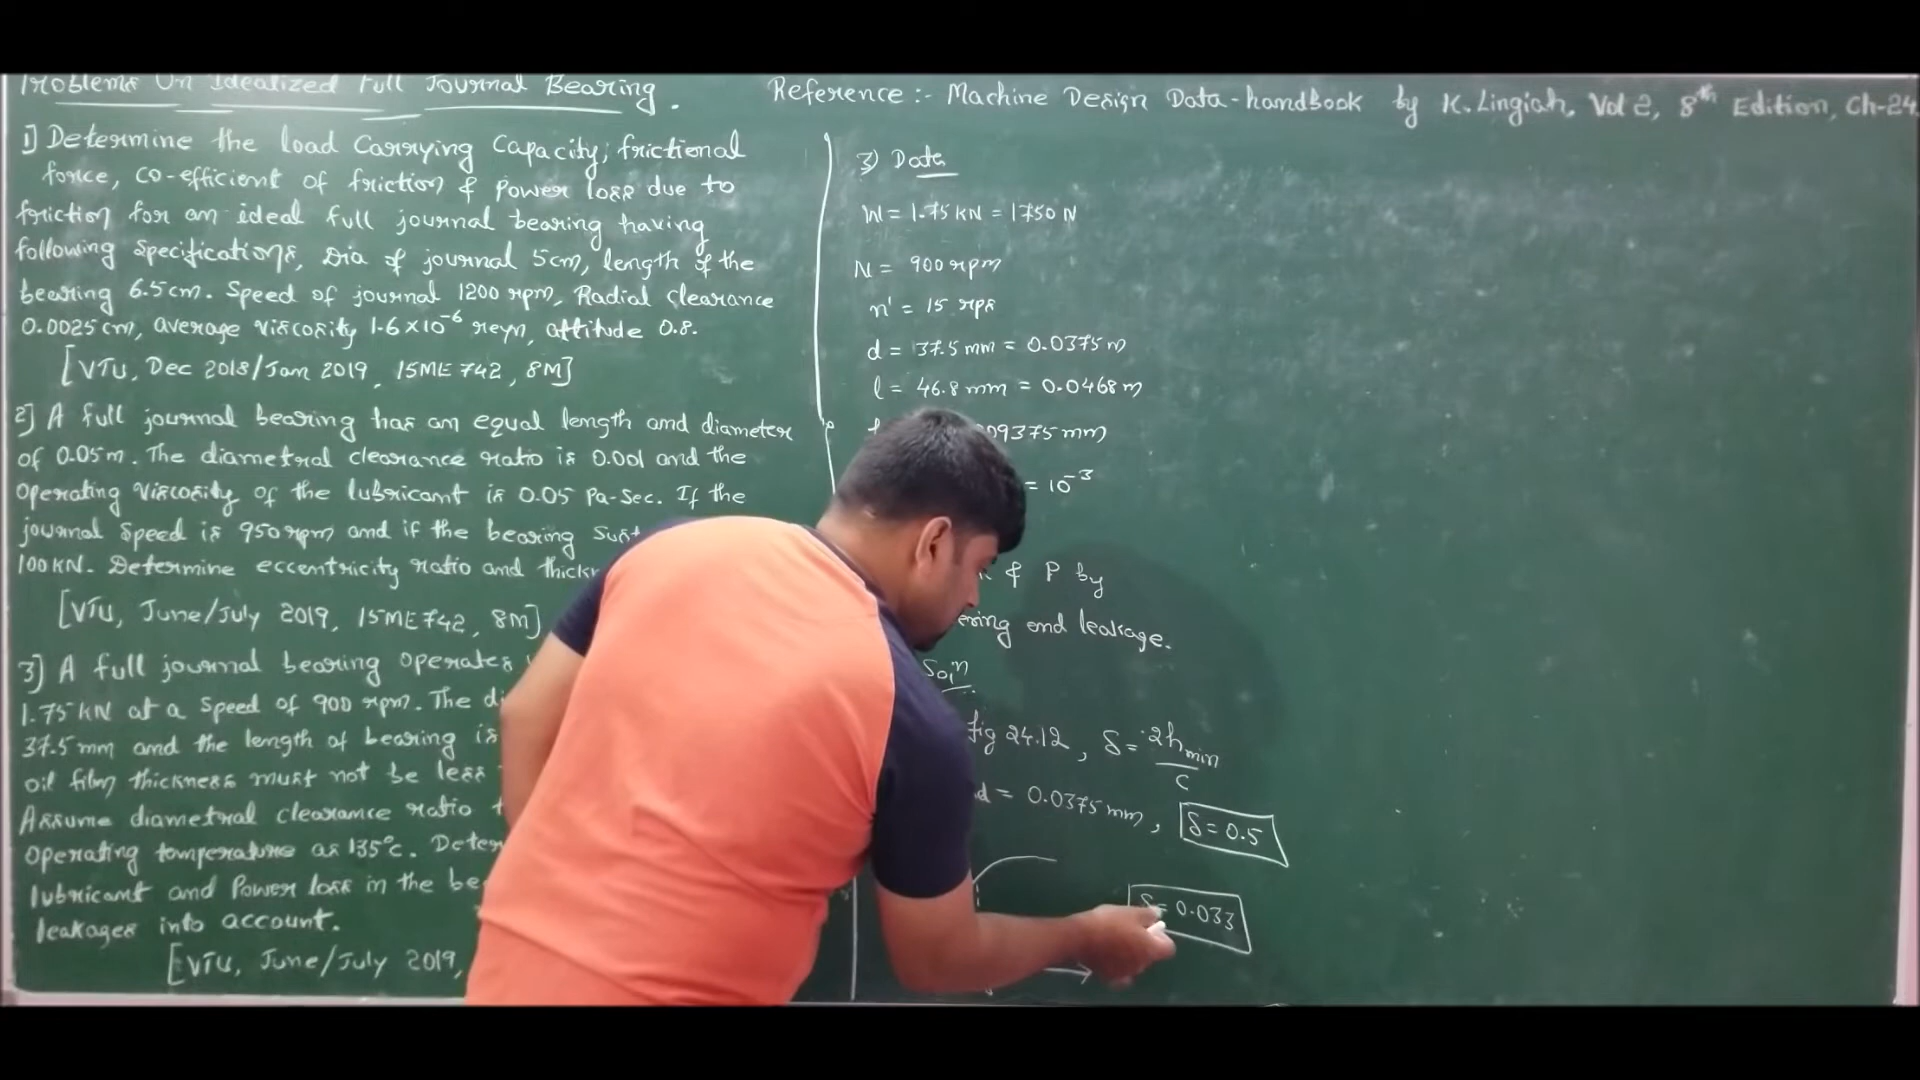 Problems On Idealized Full Journal Bearing.
Reference :- Machine Design Data-handbook by K. Lingiah, Vol 2, 8th Edition, Ch-24
1] Determine the load Carrying Capacity, frictional
force, co-efficient of friction & power loss due to
friction for an ideal full journal bearing having
following specifications, Dia of journal 5cm, length of the
bearing 6.5cm. Speed of journal 1200 rpm, Radial clearance
0.0025 cm, average viscosity 1.6×10⁻⁶ reyn, attitude 0.8.
[VTU, Dec 2018/Jan 2019, 15ME742, 8M]
2] A full journal bearing has an equal length and diameter
of 0.05m. The diametral clearance ratio is 0.001 and the
operating viscosity of the lubricant is 0.05 Pa-sec. If the
journal speed is 950 rpm and if the bearing
100 KN. Determine eccentricity ratio and
[VTU, June/July 2019, 15ME742, 8M]
3] A full journal bearing operates
1.75 KN at a speed of 900 rpm. The
37.5 mm and the length of bearing is
oil film thickness must not be less
Assume diametral clearance ratio
operating temperature as 135°c.
lubricant and Power loss in the
leakages into account.
[VTU, June/July 2019,
3) Data
W = 1.75 KN = 1750 N
N = 900 rpm
n' = 15 rps
d = 37.5 mm = 0.0375 m
l = 46.8 mm = 0.0468 m
09375 mm
= 10⁻³
& P by
end leakage.
Solⁿ
fig 24.12, δ = 2hmin/c
d = 0.0375 mm, δ = 0.5
= 0.033